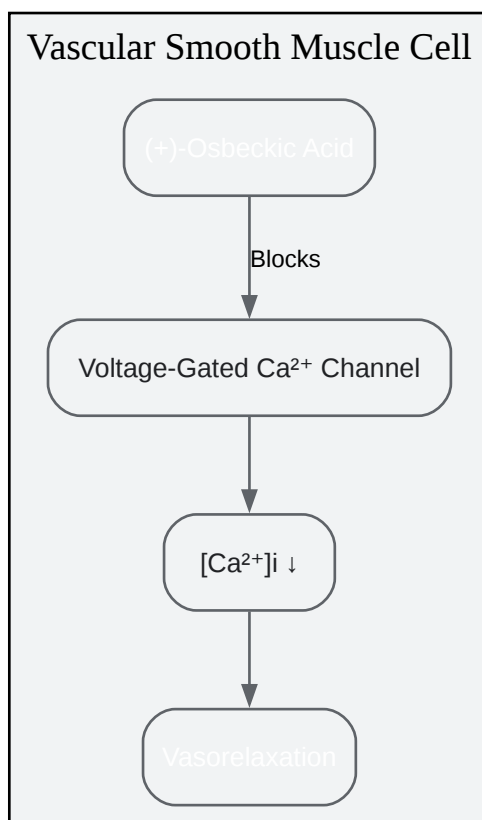 Vascular Smooth Muscle Cell
(+)-Osbeckic Acid
Blocks
Voltage-Gated Ca²⁺ Channel
[Ca²⁺]i ↓
Vasorelaxation